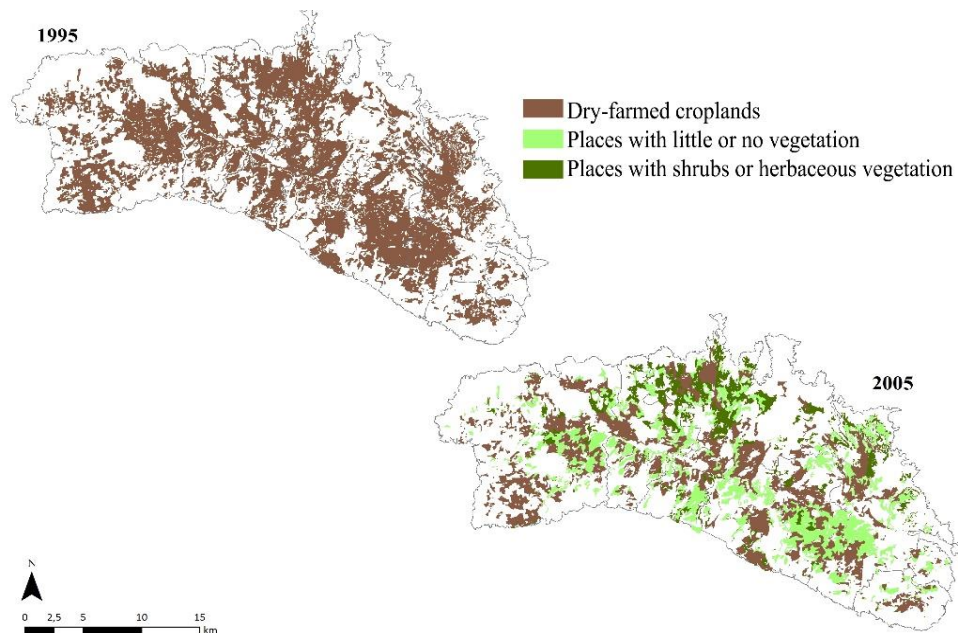 1995
Dry-farmed croplands
Places with little or no vegetation
Places with shrubs or herbaceous vegetation
2005
N
0 2,5 5 10 15
km